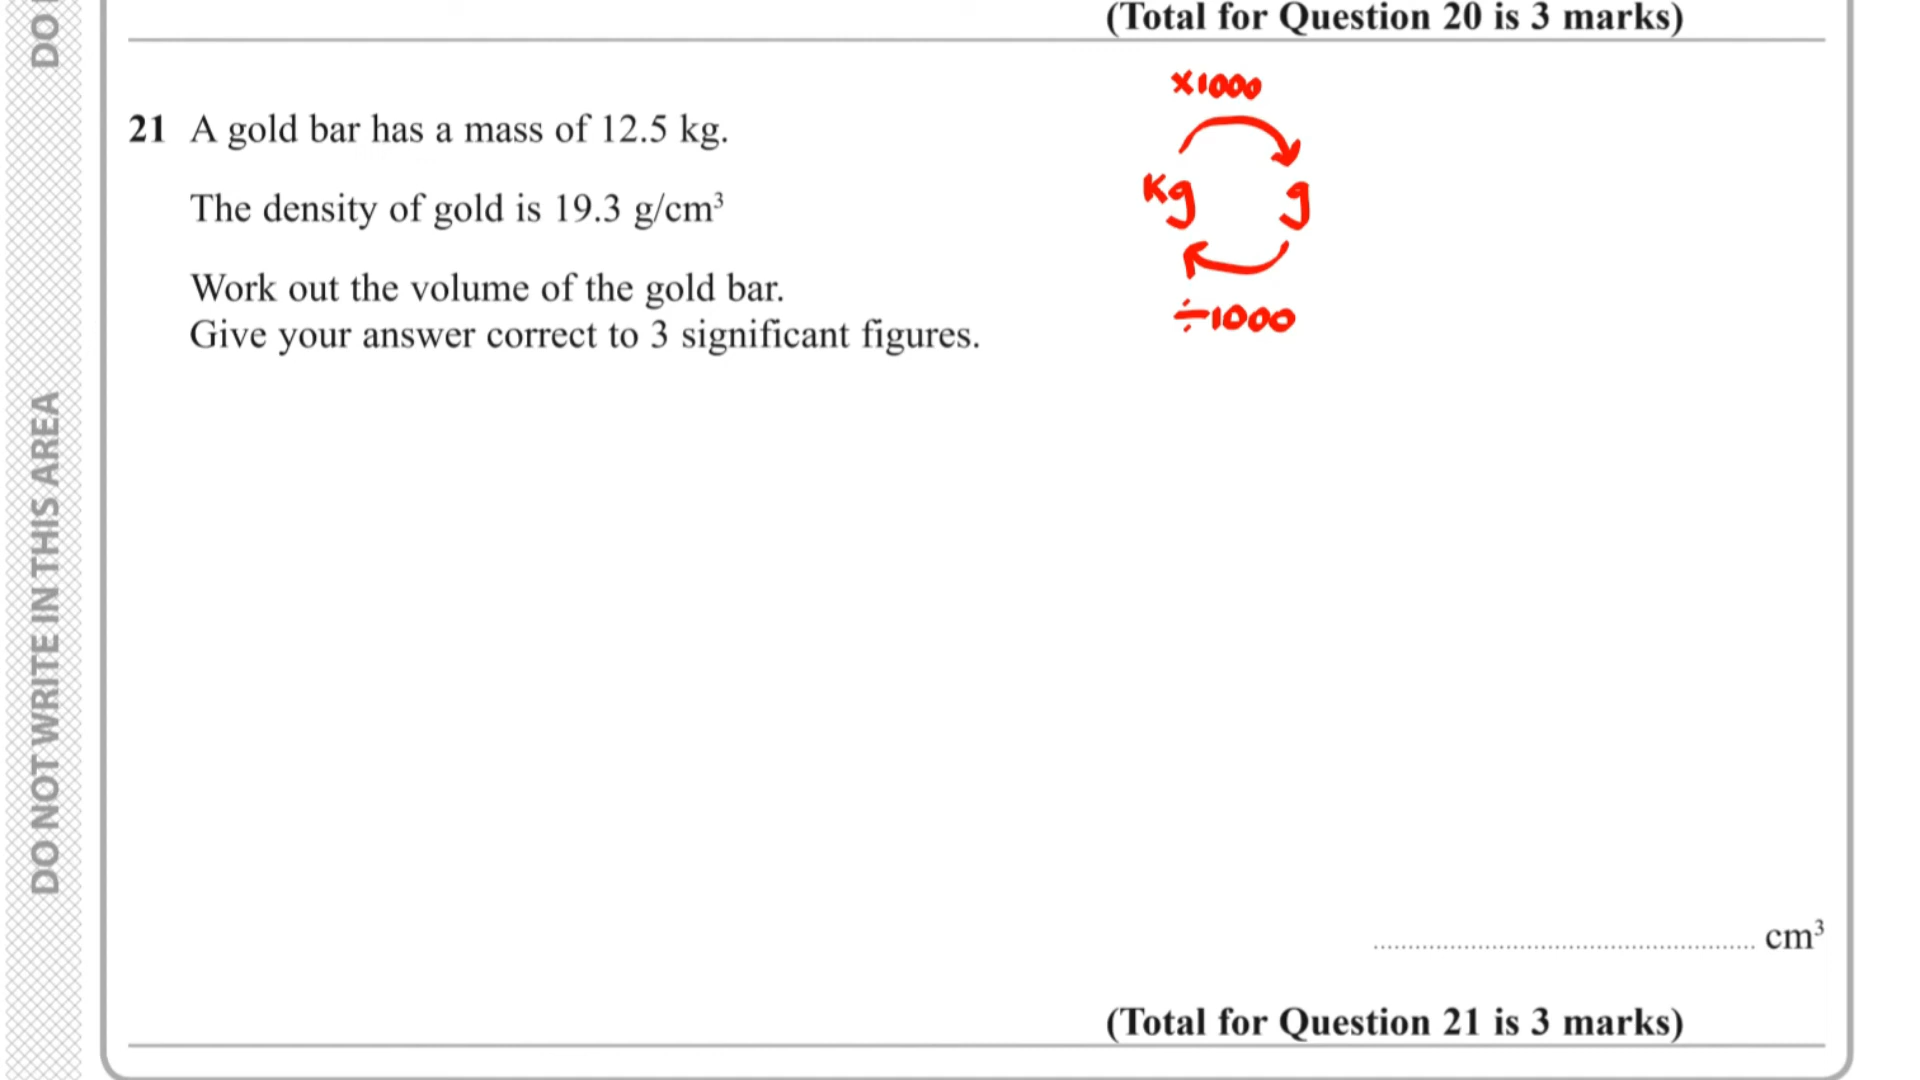 (Total for Question 20 is 3 marks)
×1000
21 A gold bar has a mass of 12.5 kg.
The density of gold is 19.3 g/cm³
Kg g
Work out the volume of the gold bar.
÷1000
Give your answer correct to 3 significant figures.
DO NOT WRITE IN THIS AREA
cm³
(Total for Question 21 is 3 marks)